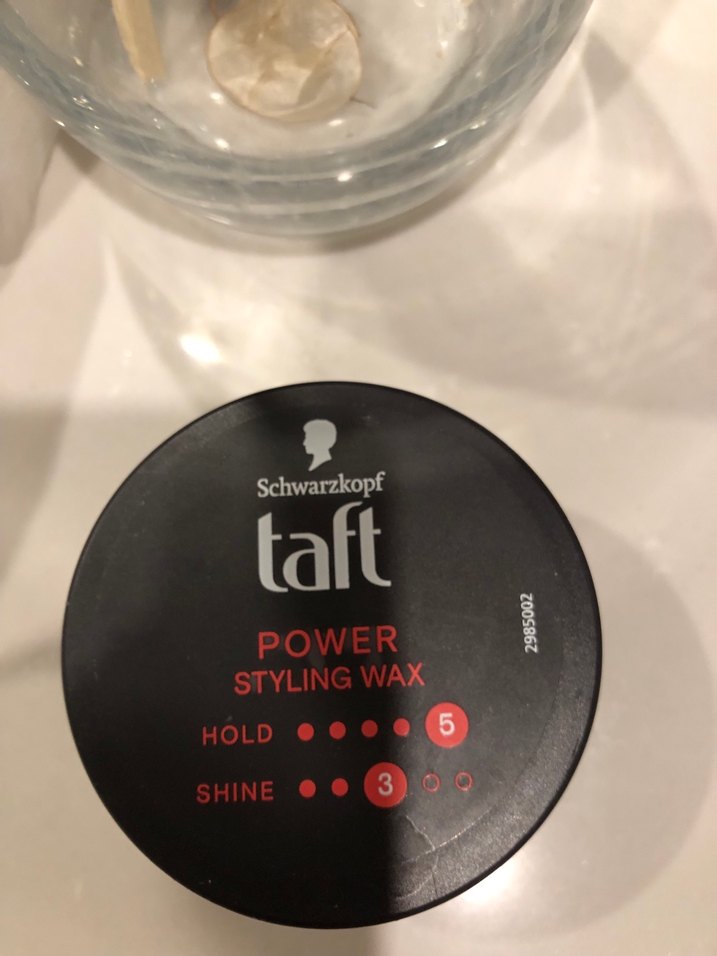 Schwarzkopf
taft
POWER
STYLING WAX
HOLD 5
SHINE 3
2985002